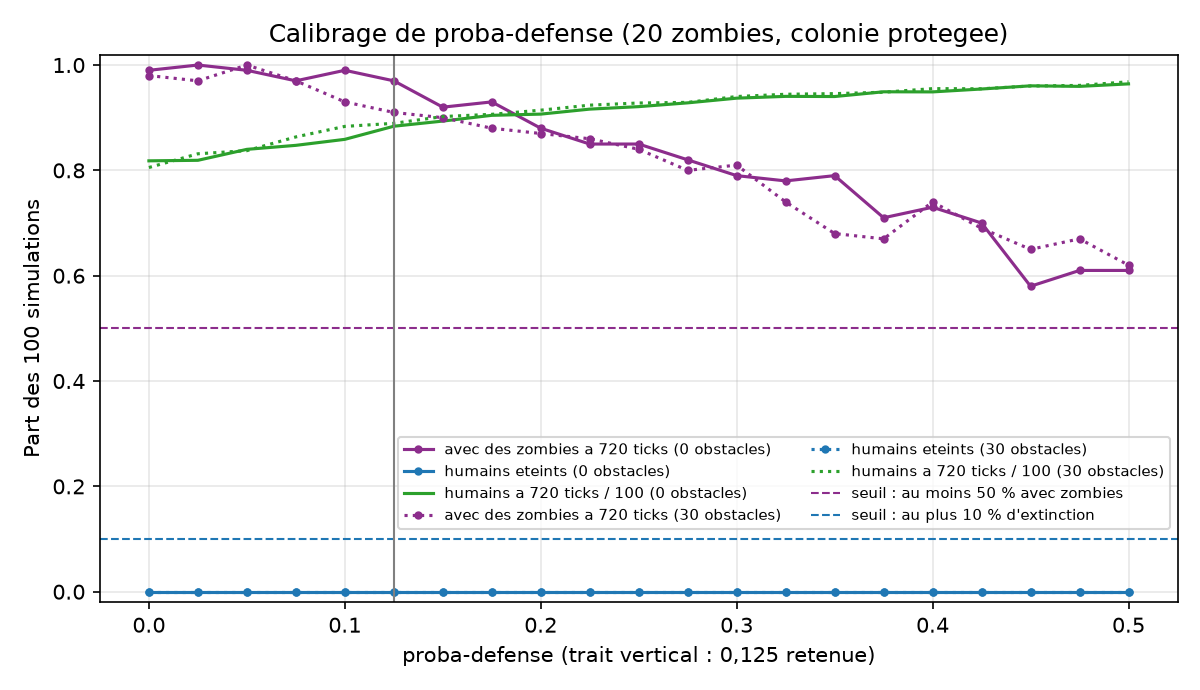 Calibrage de proba-defense (20 zombies, colonie protegee)
Part des 100 simulations
1.0
0.8
0.6
0.4
0.2
0.0
avec des zombies a 720 ticks (0 obstacles)
humains eteints (0 obstacles)
humains a 720 ticks / 100 (0 obstacles)
avec des zombies a 720 ticks (30 obstacles)
humains eteints (30 obstacles)
humains a 720 ticks / 100 (30 obstacles)
seuil : au moins 50 % avec zombies
seuil : au plus 10 % d'extinction
0.0 0.1 0.2 0.3 0.4 0.5
proba-defense (trait vertical : 0,125 retenue)